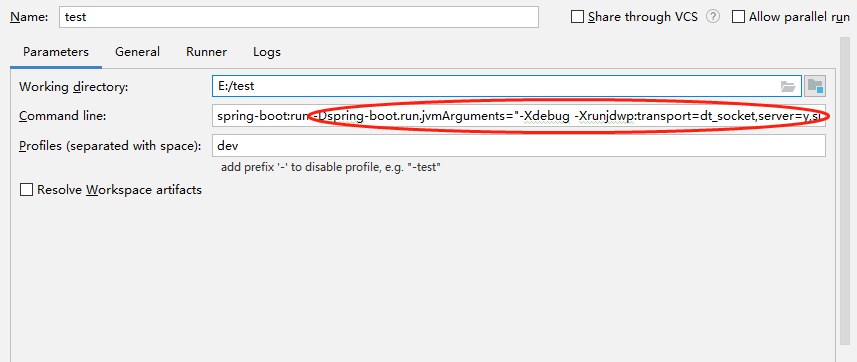 Name: test Share through VCS ? Allow parallel run
Parameters General Runner Logs
Working directory: E:/test
Command line: spring-boot:run -Dspring-boot.run.jvmArguments="-Xdebug -Xrunjdwp:transport=dt_socket,server=y,
Profiles (separated with space): dev
add prefix '-' to disable profile, e.g. "-test"
Resolve Workspace artifacts